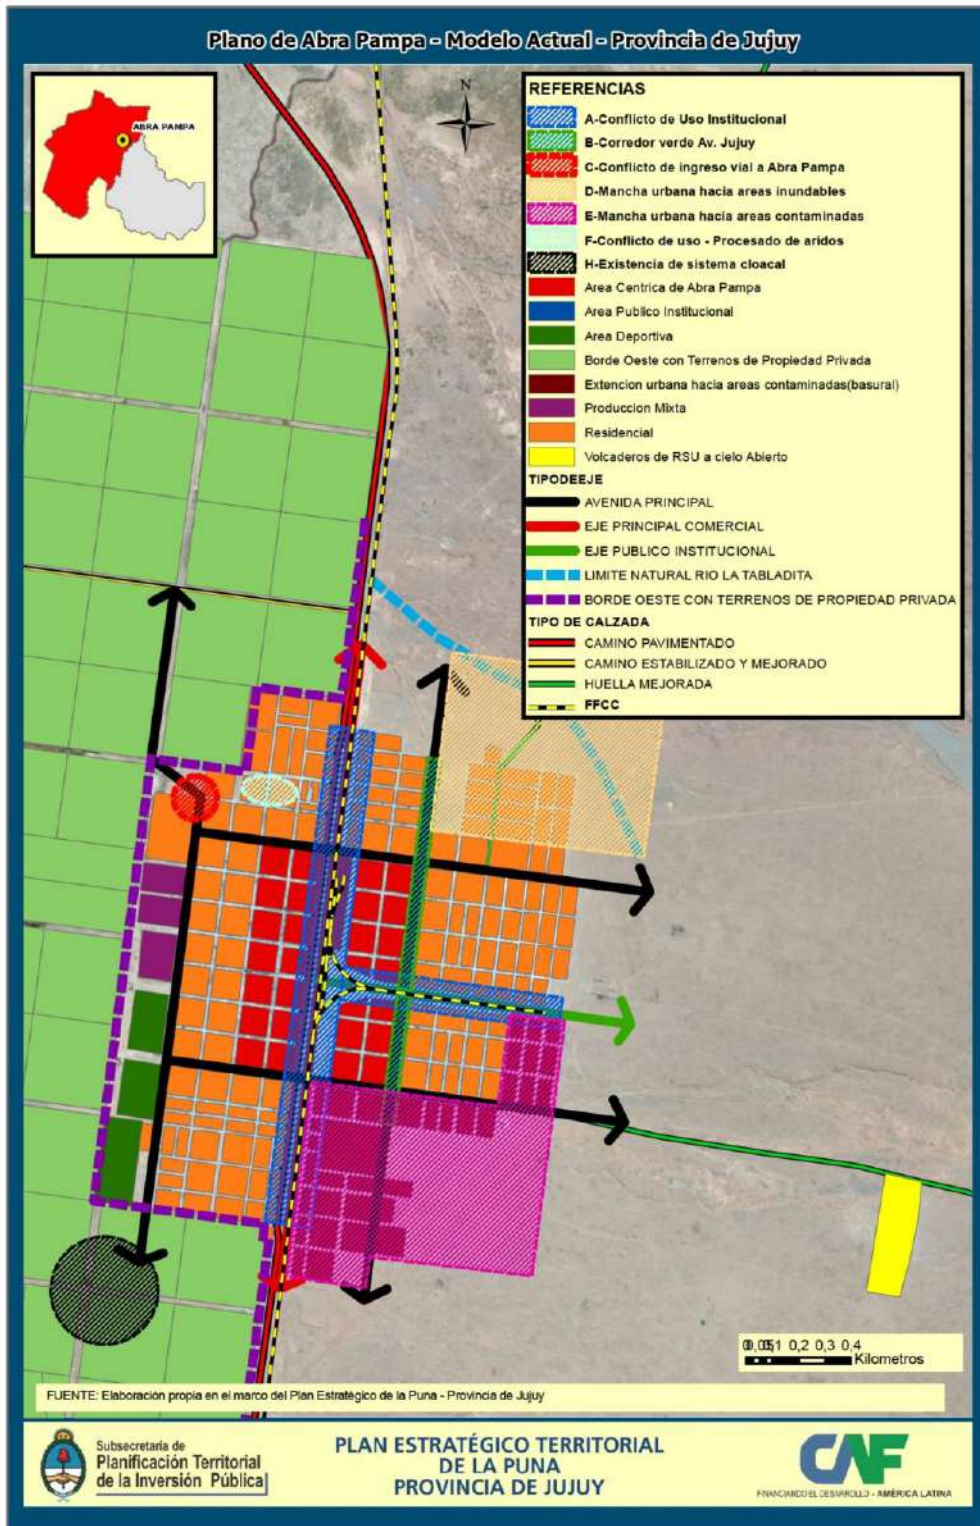 Plano de Abra Pampa - Modelo Actual - Provincia de Jujuy
ABRA PAMPA
N
REFERENCIAS
A-Conflicto de Uso Institucional
B-Corredor verde Av. Jujuy
C-Conflicto de ingreso vial a Abra Pampa
D-Mancha urbana hacia areas inundables
E-Mancha urbana hacia areas contaminadas
F-Conflicto de uso - Procesado de aridos
H-Existencia de sistema cloacal
Area Centrica de Abra Pampa
Area Publico Institucional
Area Deportiva
Borde Oeste con Terrenos de Propiedad Privada
Extencion urbana hacia areas contaminadas(basural)
Produccion Mixta
Residencial
Volcaderos de RSU a cielo Abierto
TIPODEEJE
AVENIDA PRINCIPAL
EJE PRINCIPAL COMERCIAL
EJE PUBLICO INSTITUCIONAL
LIMITE NATURAL RIO LA TABLADITA
BORDE OESTE CON TERRENOS DE PROPIEDAD PRIVADA
TIPO DE CALZADA
CAMINO PAVIMENTADO
CAMINO ESTABILIZADO Y MEJORADO
HUELLA MEJORADA
FFCC
0 0,05 0,1 0,2 0,3 0,4
Kilometros
FUENTE: Elaboración propia en el marco del Plan Estratégico de la Puna - Provincia de Jujuy
Subsecretaría de
Planificación Territorial
de la Inversión Pública
PLAN ESTRATÉGICO TERRITORIAL
DE LA PUNA
PROVINCIA DE JUJUY
CAF
FINANCIANDO EL DESARROLLO - AMÉRICA LATINA